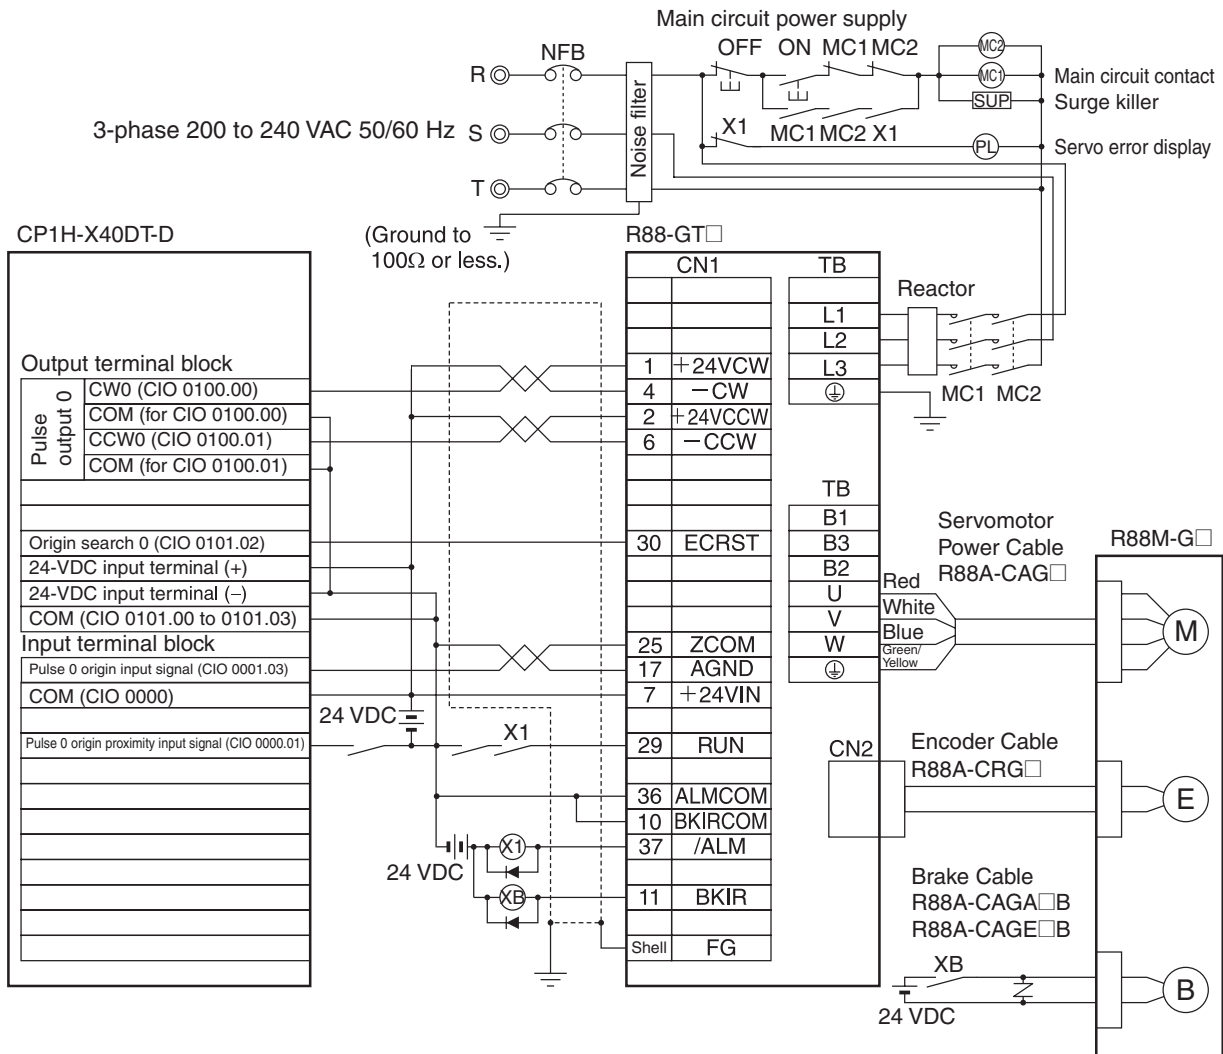 Main circuit power supply
OFF ON MC1 MC2
NFB
MC2
R
MC1
Main circuit contact
SUP
Surge killer
Noise filter
3-phase 200 to 240 VAC 50/60 Hz
S
X1
MC1 MC2 X1
PL
Servo error display
T
CP1H-X40DT-D
(Ground to
100Ω or less.)
R88-GT□
CN1
TB
Reactor
L1
L2
L3
MC1 MC2
Output terminal block
Pulse
output 0
CW0 (CIO 0100.00)
COM (for CIO 0100.00)
CCW0 (CIO 0100.01)
COM (for CIO 0100.01)
1 +24VCW
4 −CW
2 +24VCCW
6 −CCW
Origin search 0 (CIO 0101.02)
24-VDC input terminal (+)
24-VDC input terminal (−)
COM (CIO 0101.00 to 0101.03)
30 ECRST
TB
B1
B3
B2
U
V
W
Red
White
Blue
Green/
Yellow
Servomotor
Power Cable
R88A-CAG□
R88M-G□
M
Input terminal block
Pulse 0 origin input signal (CIO 0001.03)
COM (CIO 0000)
25 ZCOM
17 AGND
7 +24VIN
24 VDC
Pulse 0 origin proximity input signal (CIO 0000.01)
X1
29 RUN
CN2
Encoder Cable
R88A-CRG□
E
36 ALMCOM
10 BKIRCOM
37 /ALM
X1
24 VDC
XB
11 BKIR
Shell FG
Brake Cable
R88A-CAGA□B
R88A-CAGE□B
XB
24 VDC
B